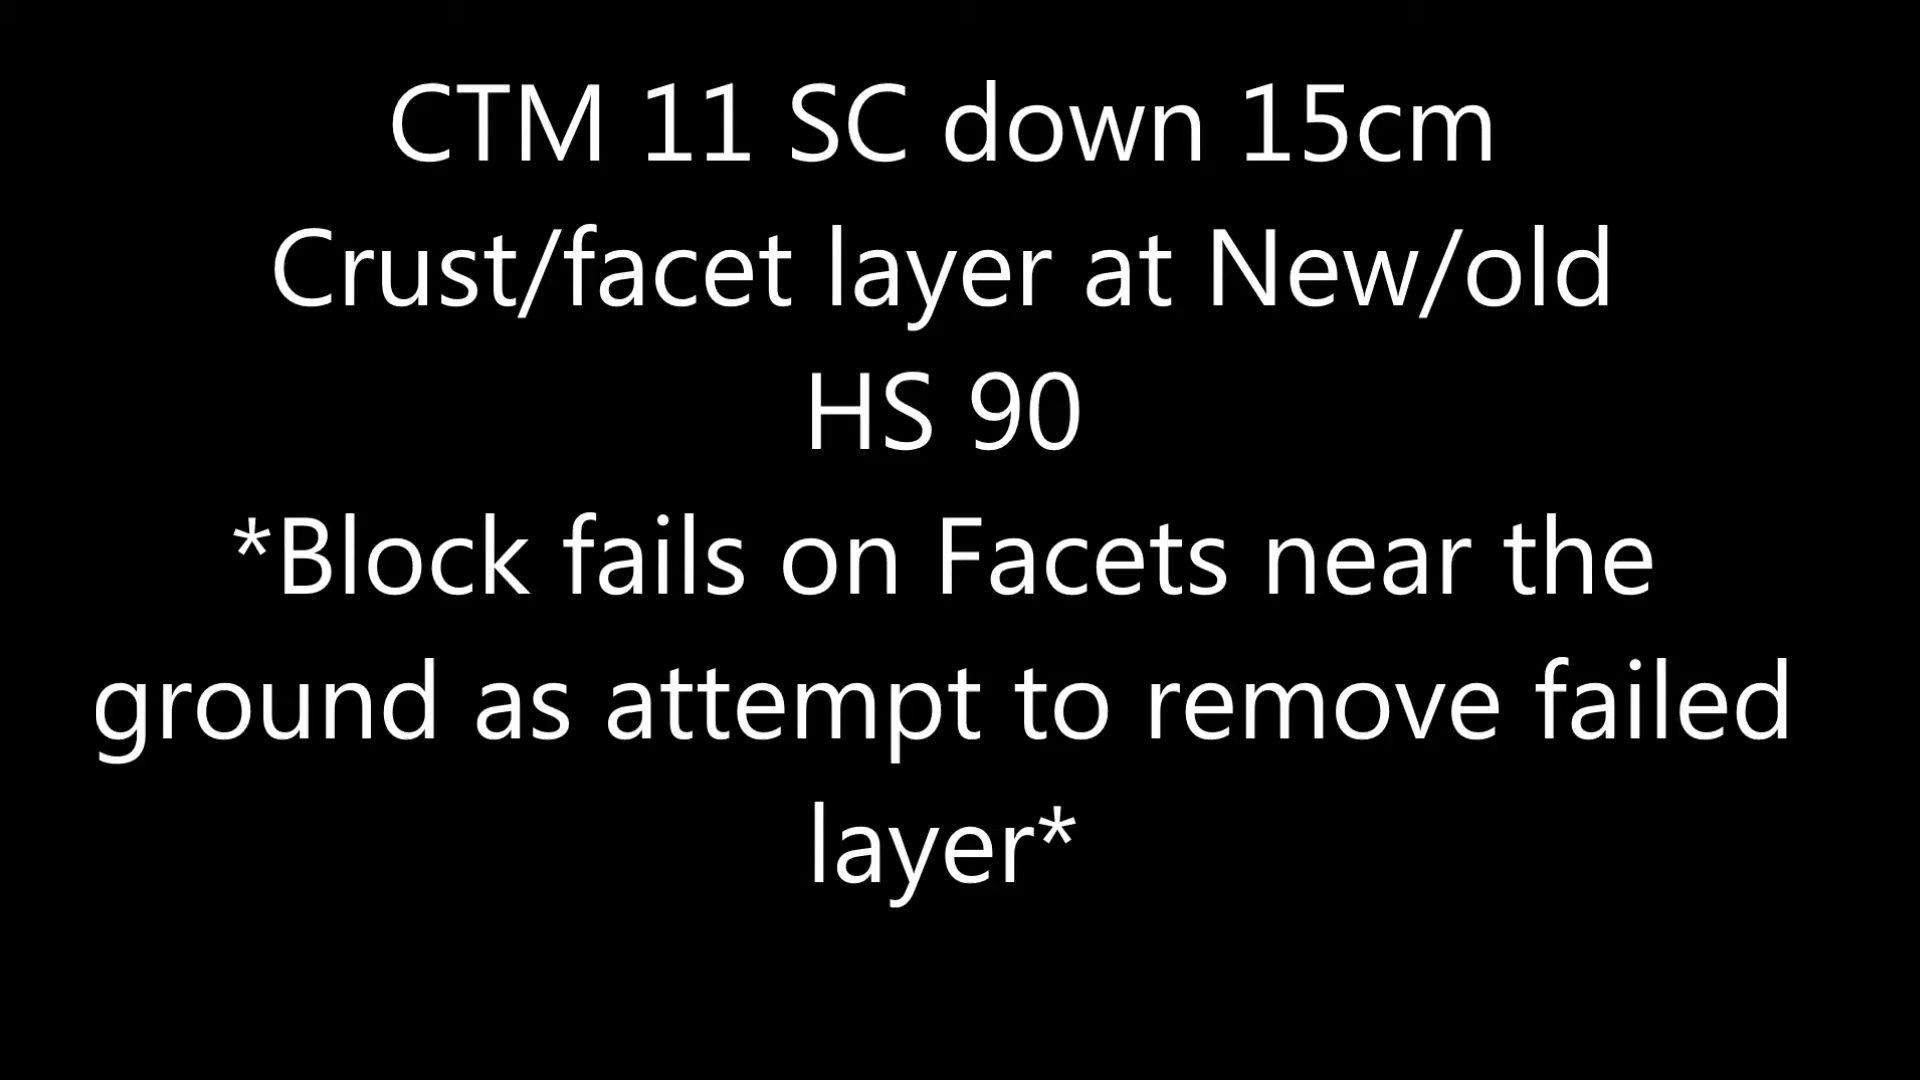 CTM 11 SC down 15cm
Crust/facet layer at New/old
HS 90
*Block fails on Facets near the
ground as attempt to remove failed
layer*